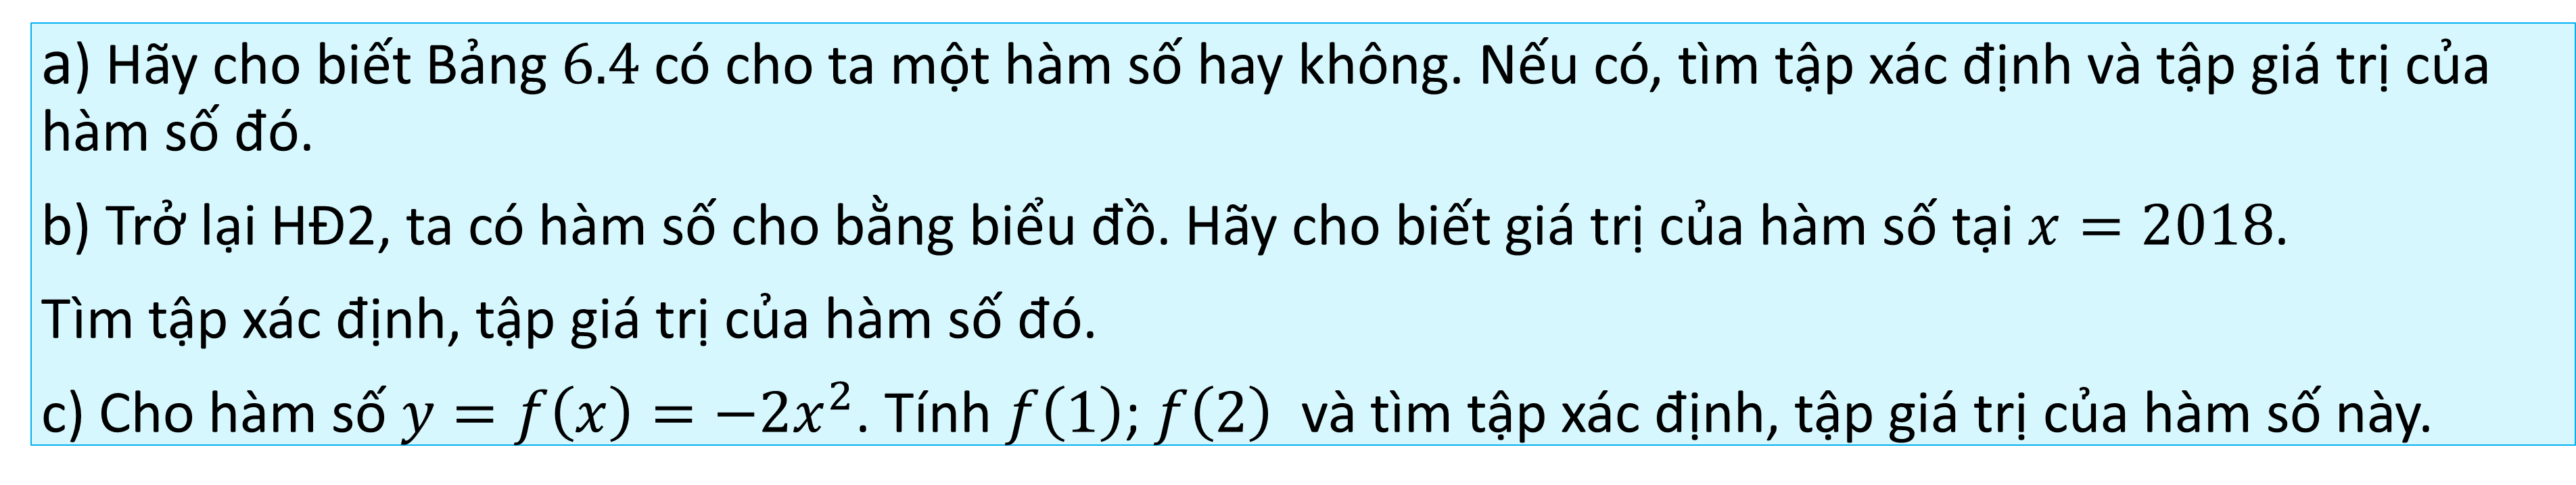 a) Hãy cho biết Bảng 6.4 có cho ta một hàm số hay không. Nếu có, tìm tập xác định và tập giá trị của
hàm số đó.
b) Trở lại HĐ2, ta có hàm số cho bằng biểu đồ. Hãy cho biết giá trị của hàm số tại x = 2018.
Tìm tập xác định, tập giá trị của hàm số đó.
c) Cho hàm số y = f(x) = −2x². Tính f(1); f(2) và tìm tập xác định, tập giá trị của hàm số này.